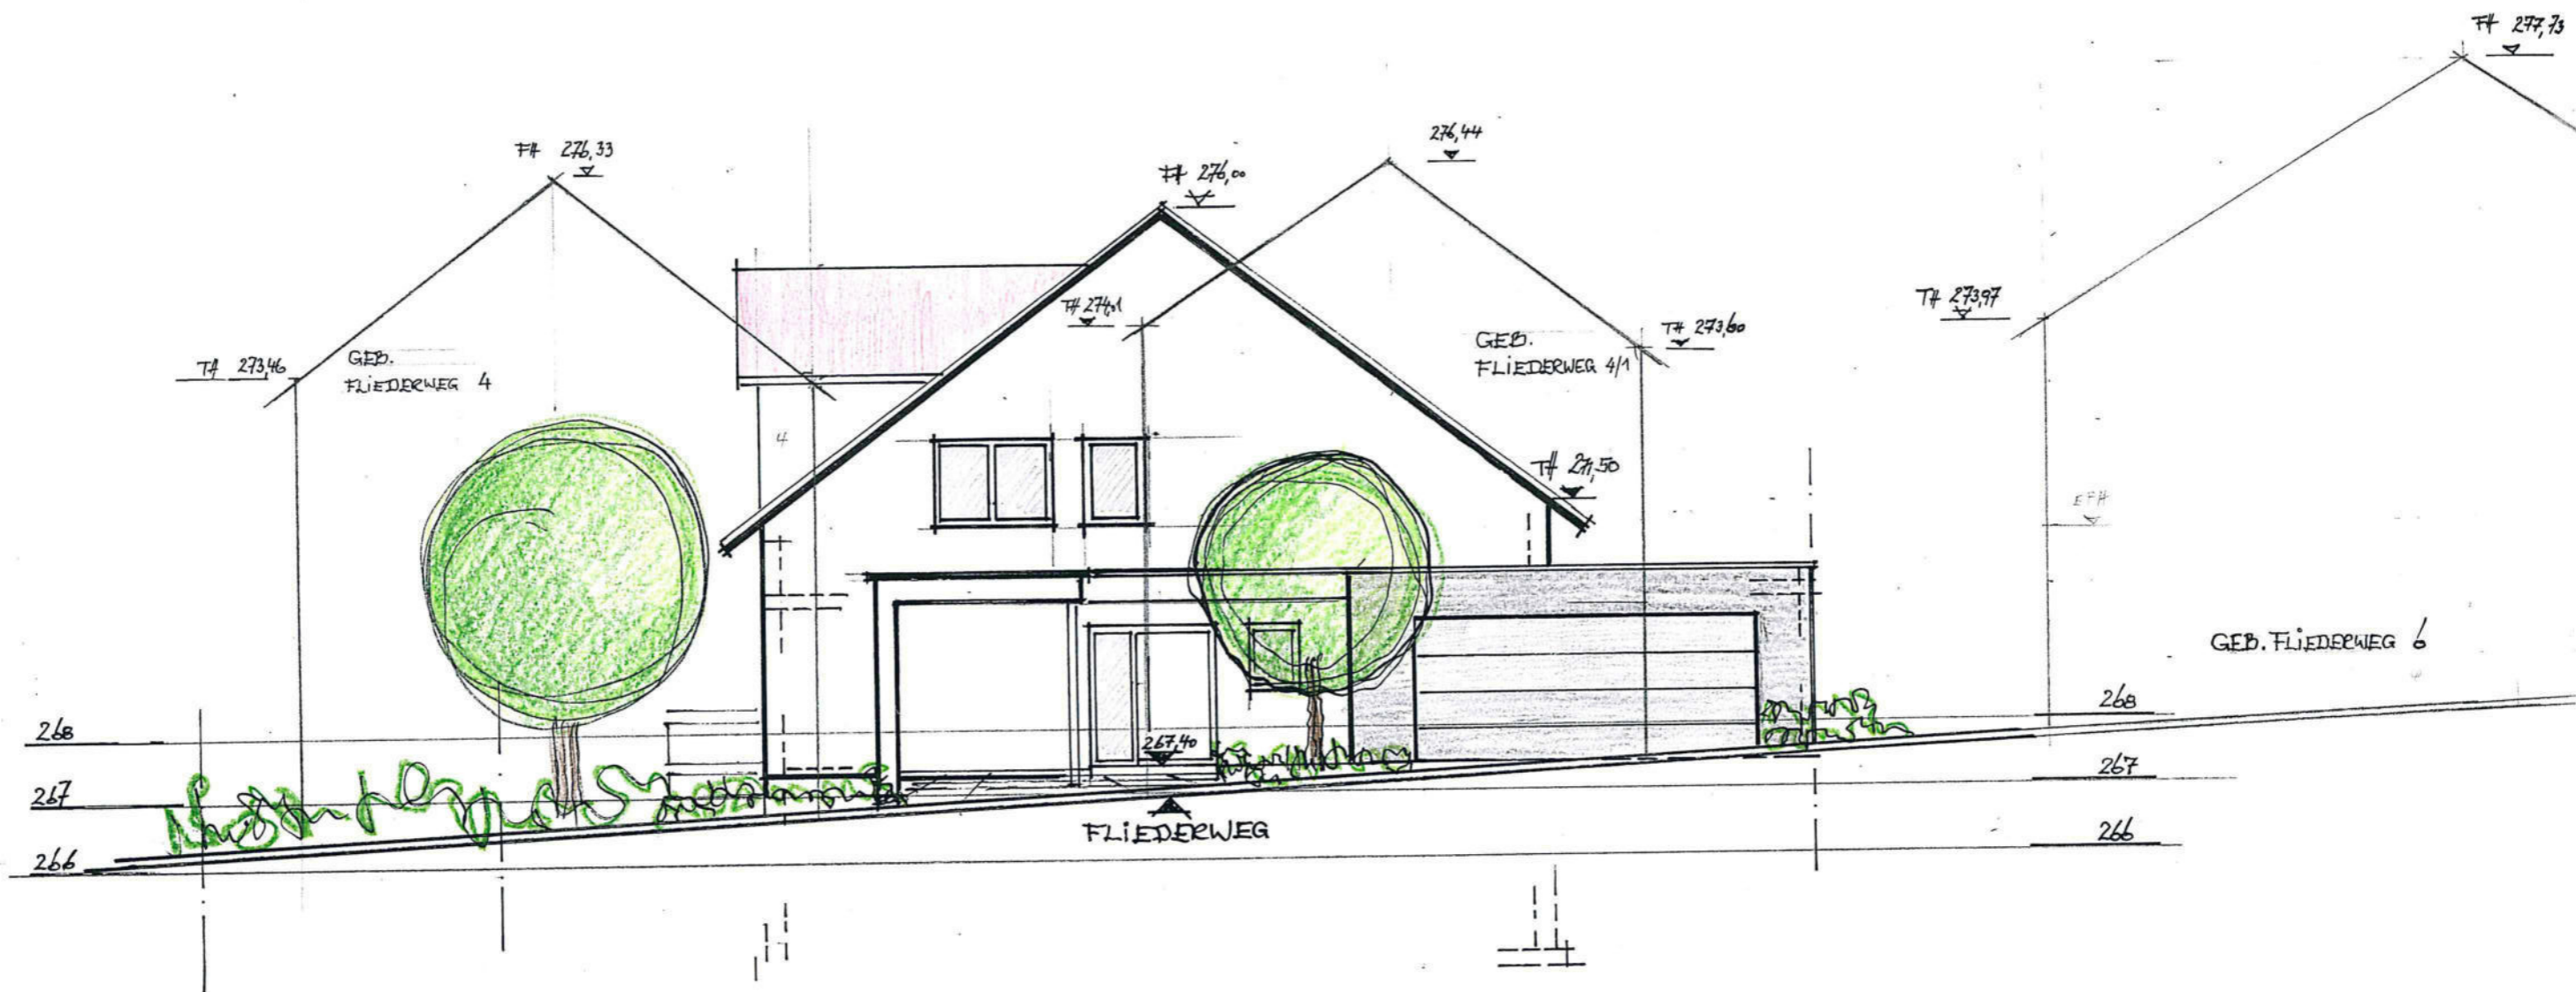 FH 277,73
276,44
FH 276,33
FH 276,00
TH 274,01
TH 273,97
GEB.
FLIEDERWEG 4/1
TH 273,80
TH 273,46
GEB.
FLIEDERWEG 4
4
TH 271,50
EFH
GEB. FLIEDERWEG 6
268
268
267,40
267
267
FLIEDERWEG
266
266